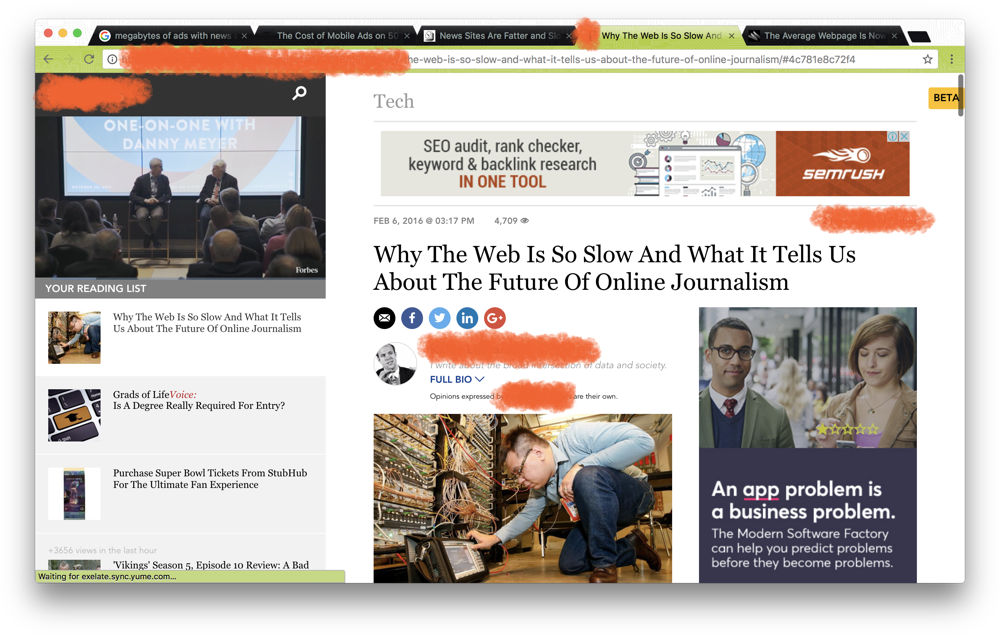 megabytes of ads with news
The Cost of Mobile Ads on 50
News Sites Are Fatter and Slo
Why The Web Is So Slow And
The Average Webpage Is Now
he-web-is-so-slow-and-what-it-tells-us-about-the-future-of-online-journalism/#4c781e8c72f4
ONE-ON-ONE WITH
DANNY MEYER
Forbes
YOUR READING LIST
Why The Web Is So Slow And What It Tells
Us About The Future Of Online Journalism
Grads of LifeVoice:
Is A Degree Really Required For Entry?
Purchase Super Bowl Tickets From StubHub
For The Ultimate Fan Experience
+3656 views in the last hour
'Vikings' Season 5, Episode 10 Review: A Bad
Waiting for exelate.sync.yume.com...
Tech
BETA
SEO audit, rank checker,
keyword & backlink research
IN ONE TOOL
SEMRUSH
FEB 6, 2016 @ 03:17 PM 4,709
Why The Web Is So Slow And What It Tells Us
About The Future Of Online Journalism
I write about the broad intersection of data and society.
FULL BIO
Opinions expressed are their own.
An app problem is
a business problem.
The Modern Software Factory
can help you predict problems
before they become problems.